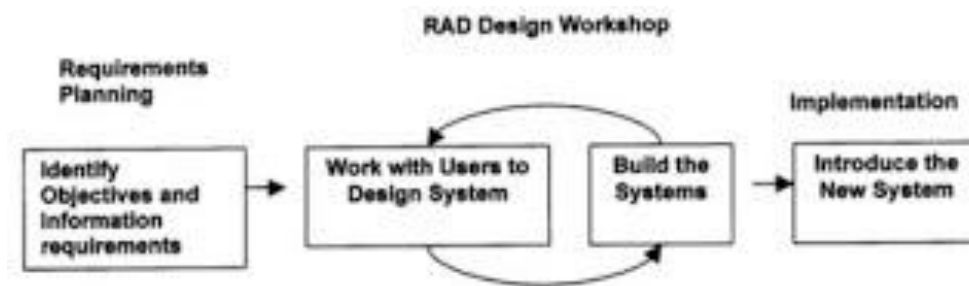 RAD Design Workshop
Requirements
Planning
Implementation
Identify
Objectives and
Information
requirements
Work with Users to
Design System
Build the
Systems
Introduce the
New System